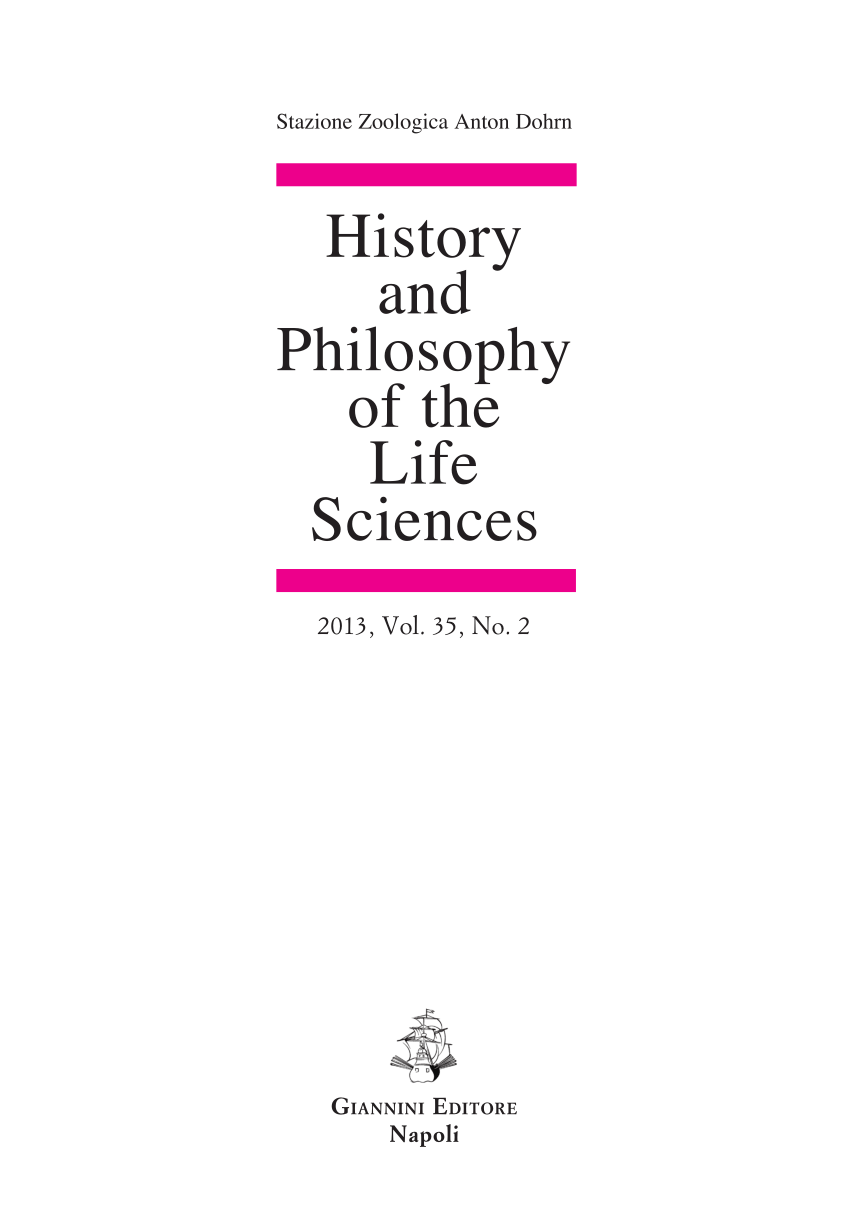 Stazione Zoologica Anton Dohrn
History
and
Philosophy
of the
Life
Sciences
2013, Vol. 35, No. 2
Giannini Editore
Napoli